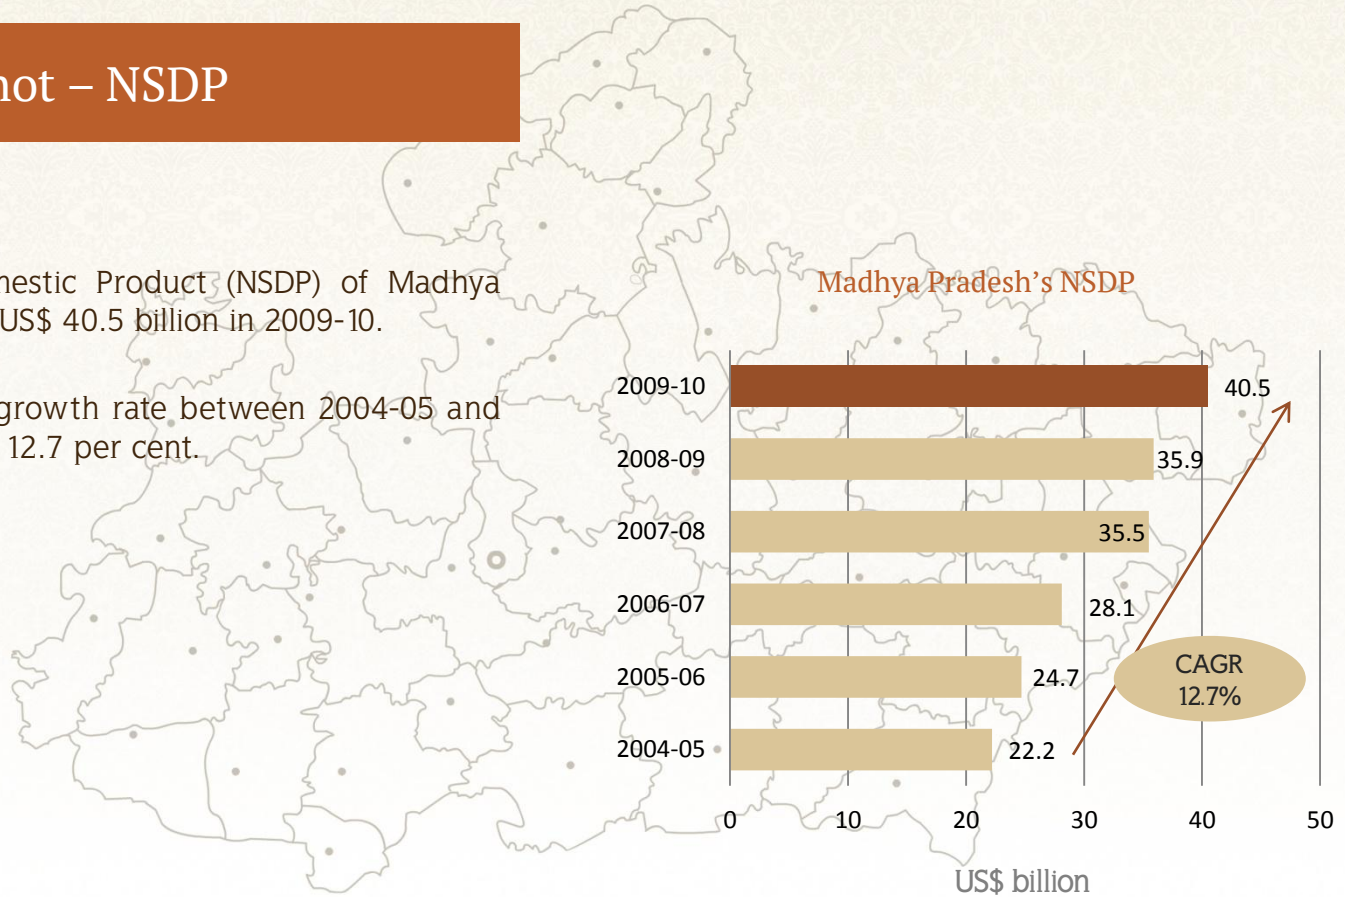 not – NSDP
mestic Product (NSDP) of Madhya
US$ 40.5 billion in 2009-10.
growth rate between 2004-05 and
12.7 per cent.
Madhya Pradesh’s NSDP
2009-10
40.5
2008-09
35.9
2007-08
35.5
2006-07
28.1
2005-06
24.7
CAGR
12.7%
2004-05
22.2
0 10 20 30 40 50
US$ billion